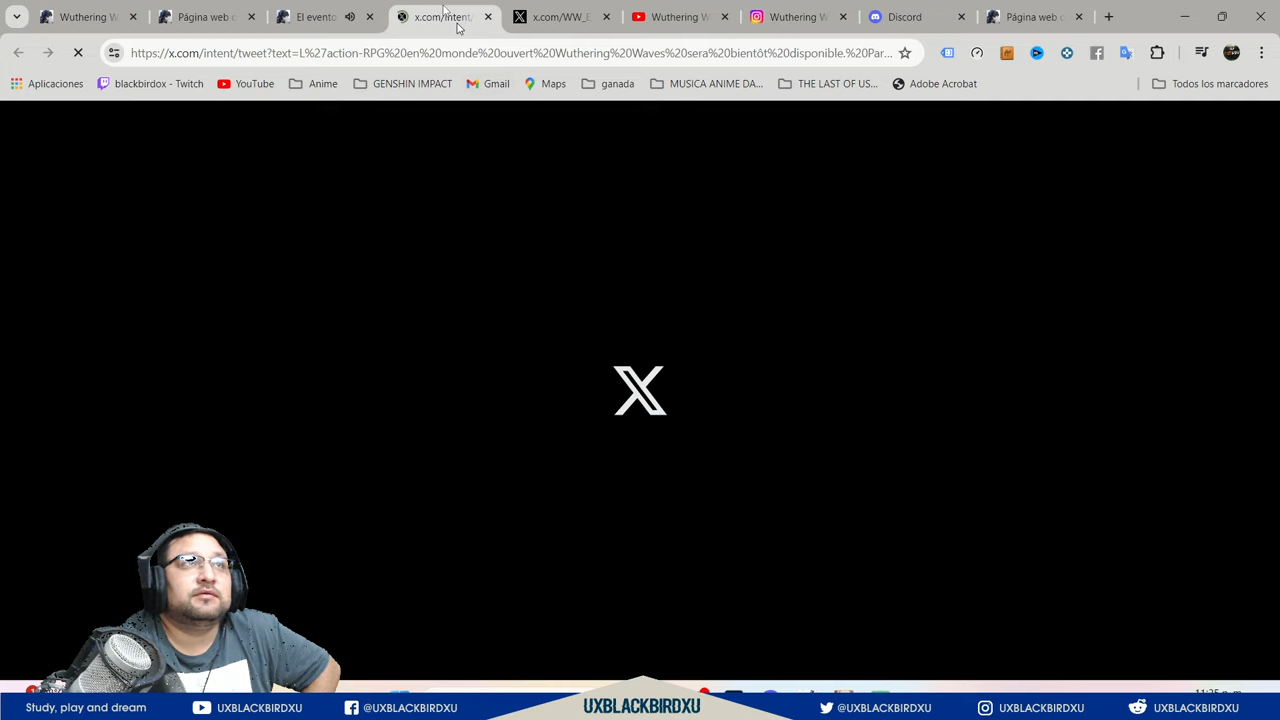 Wuthering W
Página web o
El evento
x.com/intent/
x.com/WW_E
Wuthering W
Wuthering W
Discord
Página web o
https://x.com/intent/tweet?text=L%27action-RPG%20en%20monde%20ouvert%20Wuthering%20Waves%20sera%20bientôt%20disponible.%20Par...
Aplicaciones
blackbirdox - Twitch
YouTube
Anime
GENSHIN IMPACT
Gmail
Maps
ganada
MUSICA ANIME DA...
THE LAST OF US...
Adobe Acrobat
Todos los marcadores
X
Study, play and dream
UXBLACKBIRDXU
@UXBLACKBIRDXU
UXBLACKBIRDXU
@UXBLACKBIRDXU
UXBLACKBIRDXU
UXBLACKBIRDXU